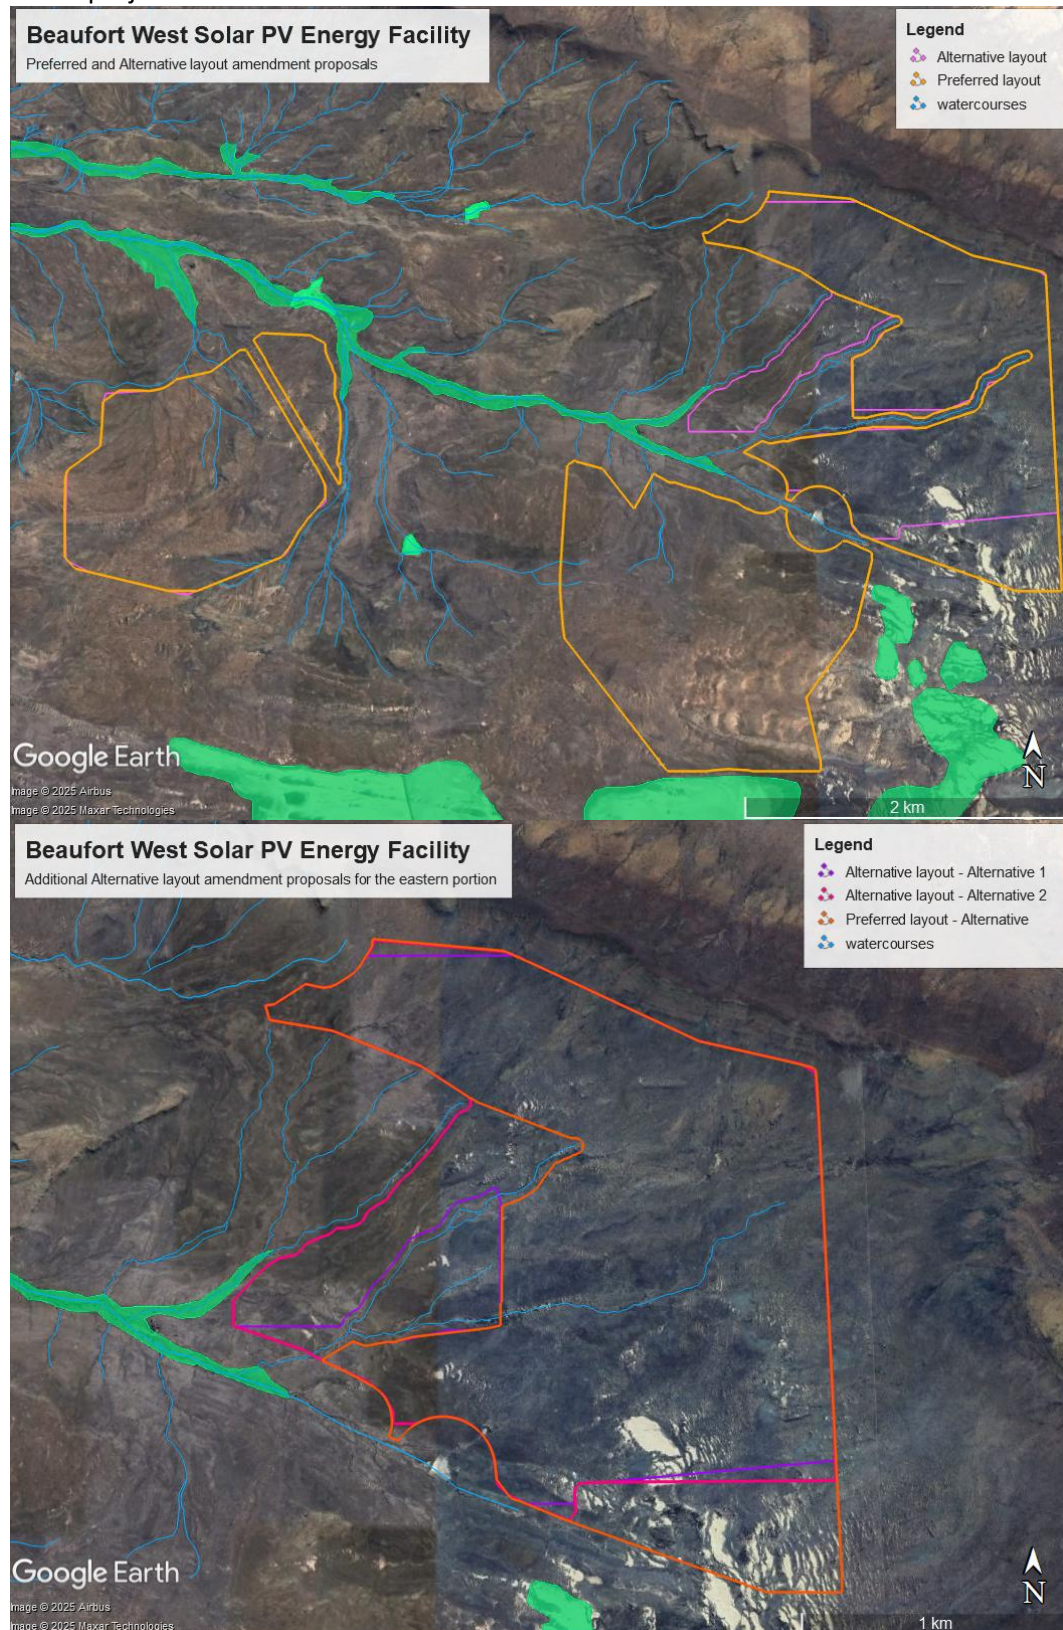 Beaufort West Solar PV Energy Facility
Preferred and Alternative layout amendment proposals
Legend
Alternative layout
Preferred layout
watercourses
Google Earth
Image © 2025 Airbus
Image © 2025 Maxar Technologies
2 km
N
Beaufort West Solar PV Energy Facility
Additional Alternative layout amendment proposals for the eastern portion
Legend
Alternative layout - Alternative 1
Alternative layout - Alternative 2
Preferred layout - Alternative
watercourses
Google Earth
Image © 2025 Airbus
Image © 2025 Maxar Technologies
1 km
N